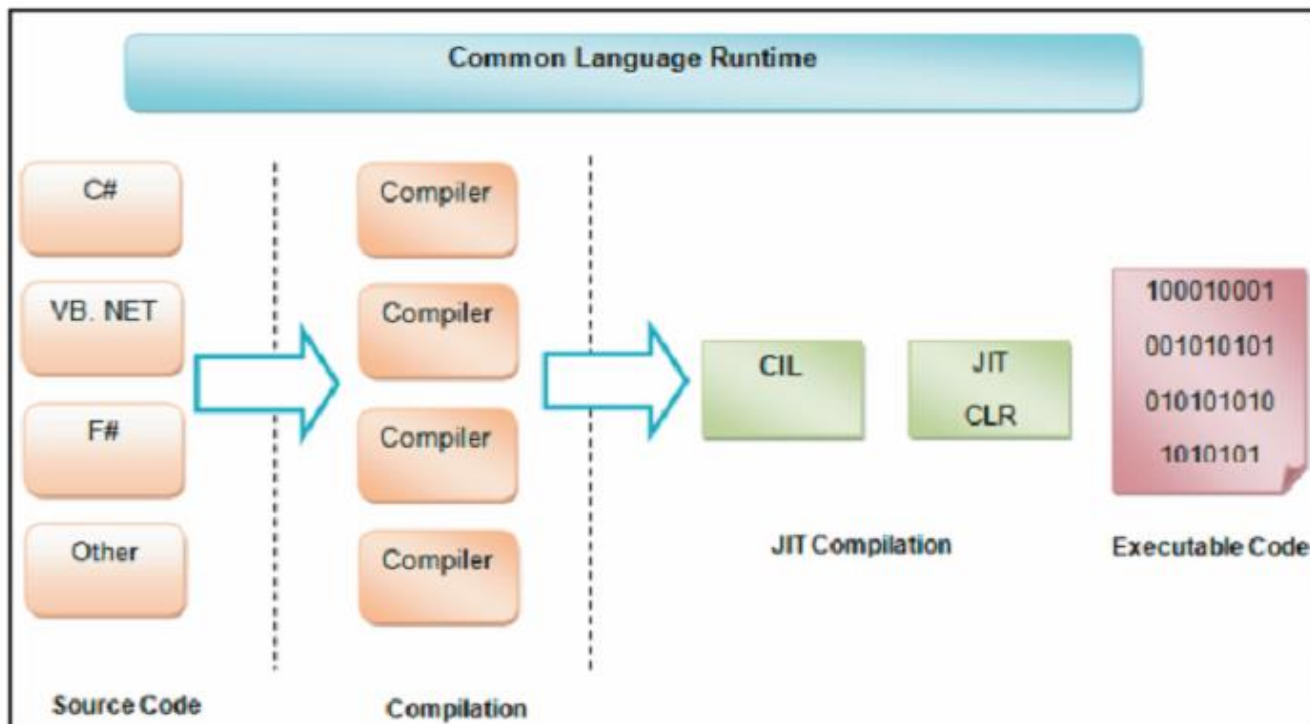 Common Language Runtime
C#
VB. NET
F#
Other
Source Code
Compiler
Compiler
Compiler
Compiler
Compilation
CIL
JIT
CLR
JIT Compilation
100010001
001010101
010101010
1010101
Executable Code